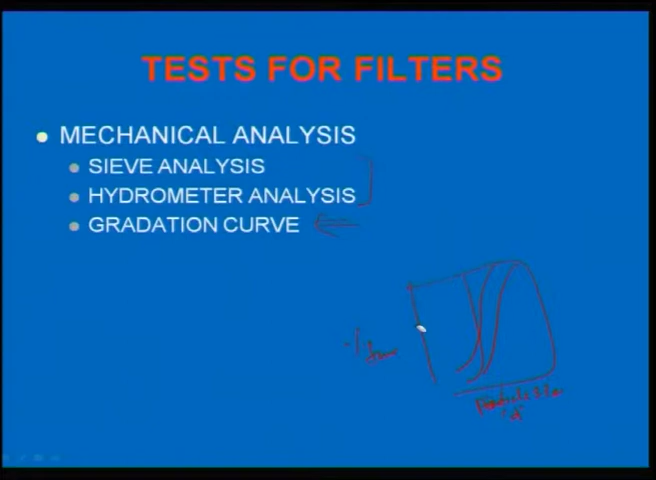 TESTS FOR FILTERS
MECHANICAL ANALYSIS
SIEVE ANALYSIS
HYDROMETER ANALYSIS
GRADATION CURVE